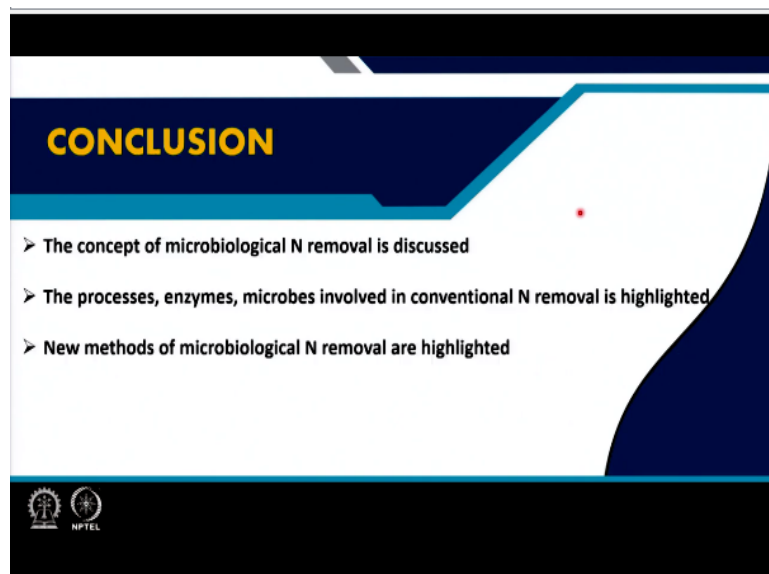 CONCLUSION
➤ The concept of microbiological N removal is discussed
➤ The processes, enzymes, microbes involved in conventional N removal is highlighted
➤ New methods of microbiological N removal are highlighted
NPTEL